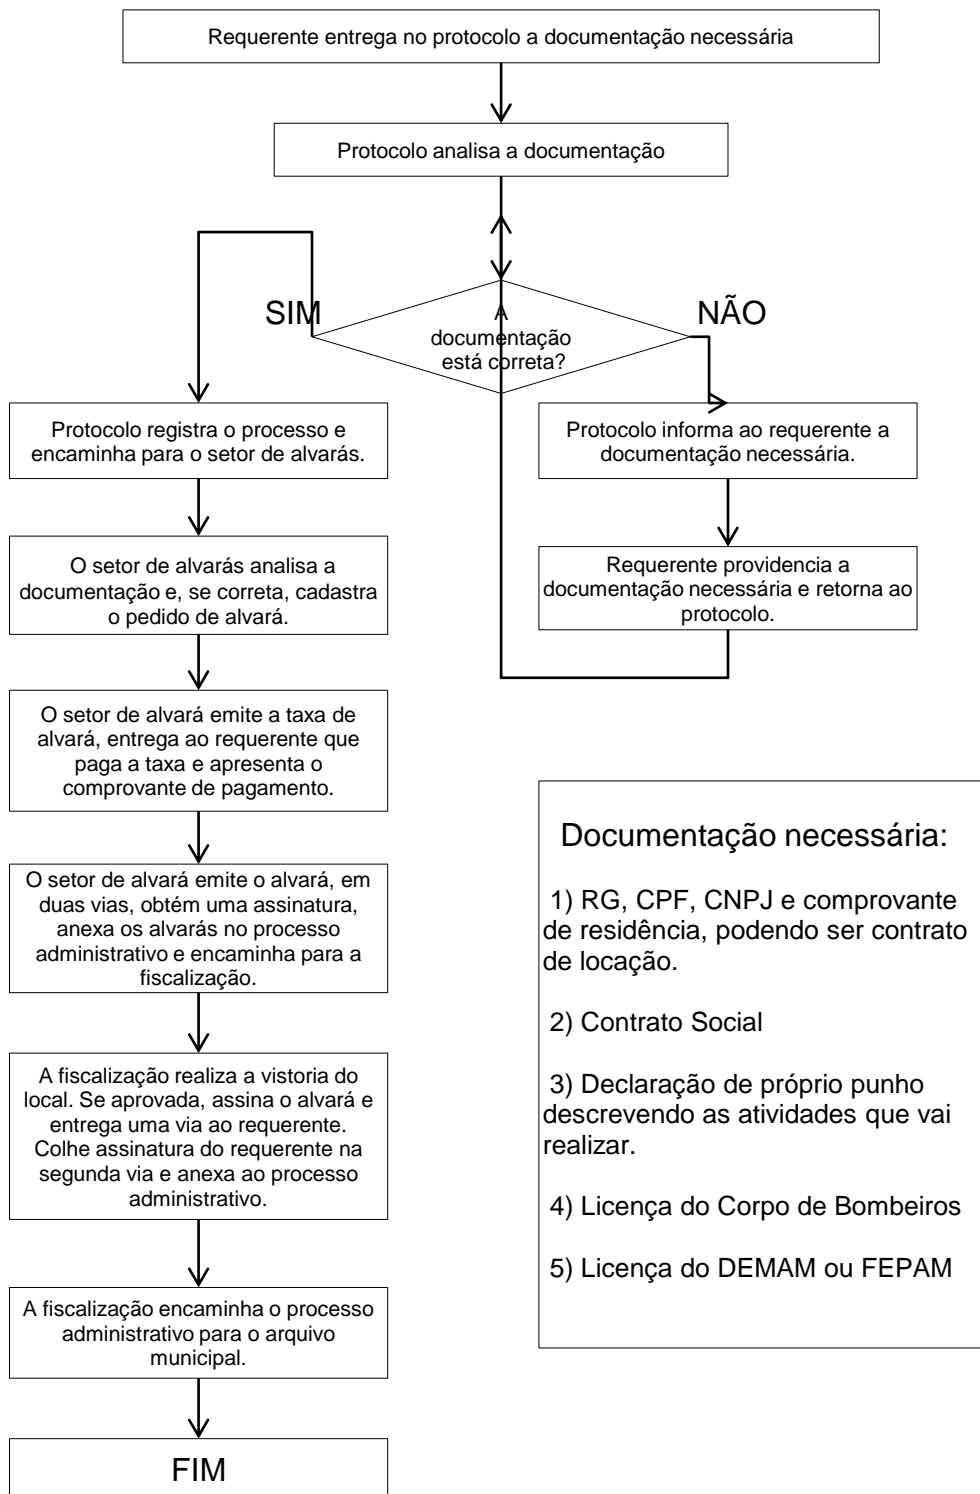 Requerente entrega no protocolo a documentação necessária
Protocolo analisa a documentação
SIM
A
documentação
está correta?
NÃO
Protocolo registra o processo e
encaminha para o setor de alvarás.
Protocolo informa ao requerente a
documentação necessária.
O setor de alvarás analisa a
documentação e, se correta, cadastra
o pedido de alvará.
Requerente providencia a
documentação necessária e retorna ao
protocolo.
O setor de alvará emite a taxa de
alvará, entrega ao requerente que
paga a taxa e apresenta o
comprovante de pagamento.
O setor de alvará emite o alvará, em
duas vias, obtém uma assinatura,
anexa os alvarás no processo
administrativo e encaminha para a
fiscalização.
A fiscalização realiza a vistoria do
local. Se aprovada, assina o alvará e
entrega uma via ao requerente.
Colhe assinatura do requerente na
segunda via e anexa ao processo
administrativo.
A fiscalização encaminha o processo
administrativo para o arquivo
municipal.
FIM
Documentação necessária:
1) RG, CPF, CNPJ e comprovante
de residência, podendo ser contrato
de locação.
2) Contrato Social
3) Declaração de próprio punho
descrevendo as atividades que vai
realizar.
4) Licença do Corpo de Bombeiros
5) Licença do DEMAM ou FEPAM